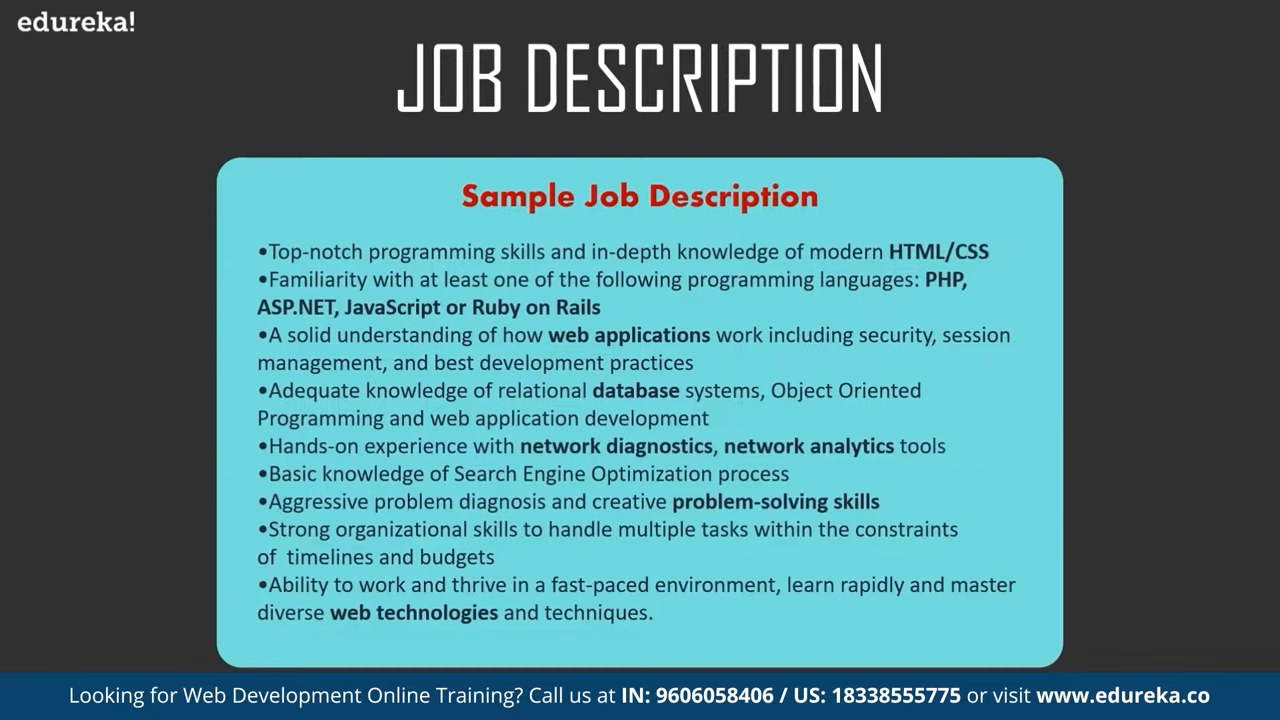 edureka!
JOB DESCRIPTION
Sample Job Description
•Top-notch programming skills and in-depth knowledge of modern HTML/CSS
•Familiarity with at least one of the following programming languages: PHP,
ASP.NET, JavaScript or Ruby on Rails
•A solid understanding of how web applications work including security, session
management, and best development practices
•Adequate knowledge of relational database systems, Object Oriented
Programming and web application development
•Hands-on experience with network diagnostics, network analytics tools
•Basic knowledge of Search Engine Optimization process
•Aggressive problem diagnosis and creative problem-solving skills
•Strong organizational skills to handle multiple tasks within the constraints
of  timelines and budgets
•Ability to work and thrive in a fast-paced environment, learn rapidly and master
diverse web technologies and techniques.
Looking for Web Development Online Training? Call us at IN: 9606058406 / US: 18338555775 or visit www.edureka.co